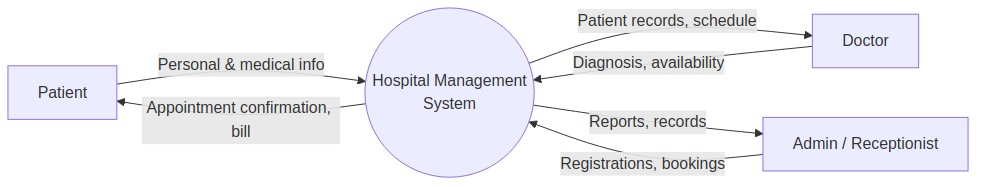 Patient
Personal & medical info
Appointment confirmation,
bill
Hospital Management
System
Patient records, schedule
Diagnosis, availability
Doctor
Reports, records
Registrations, bookings
Admin / Receptionist